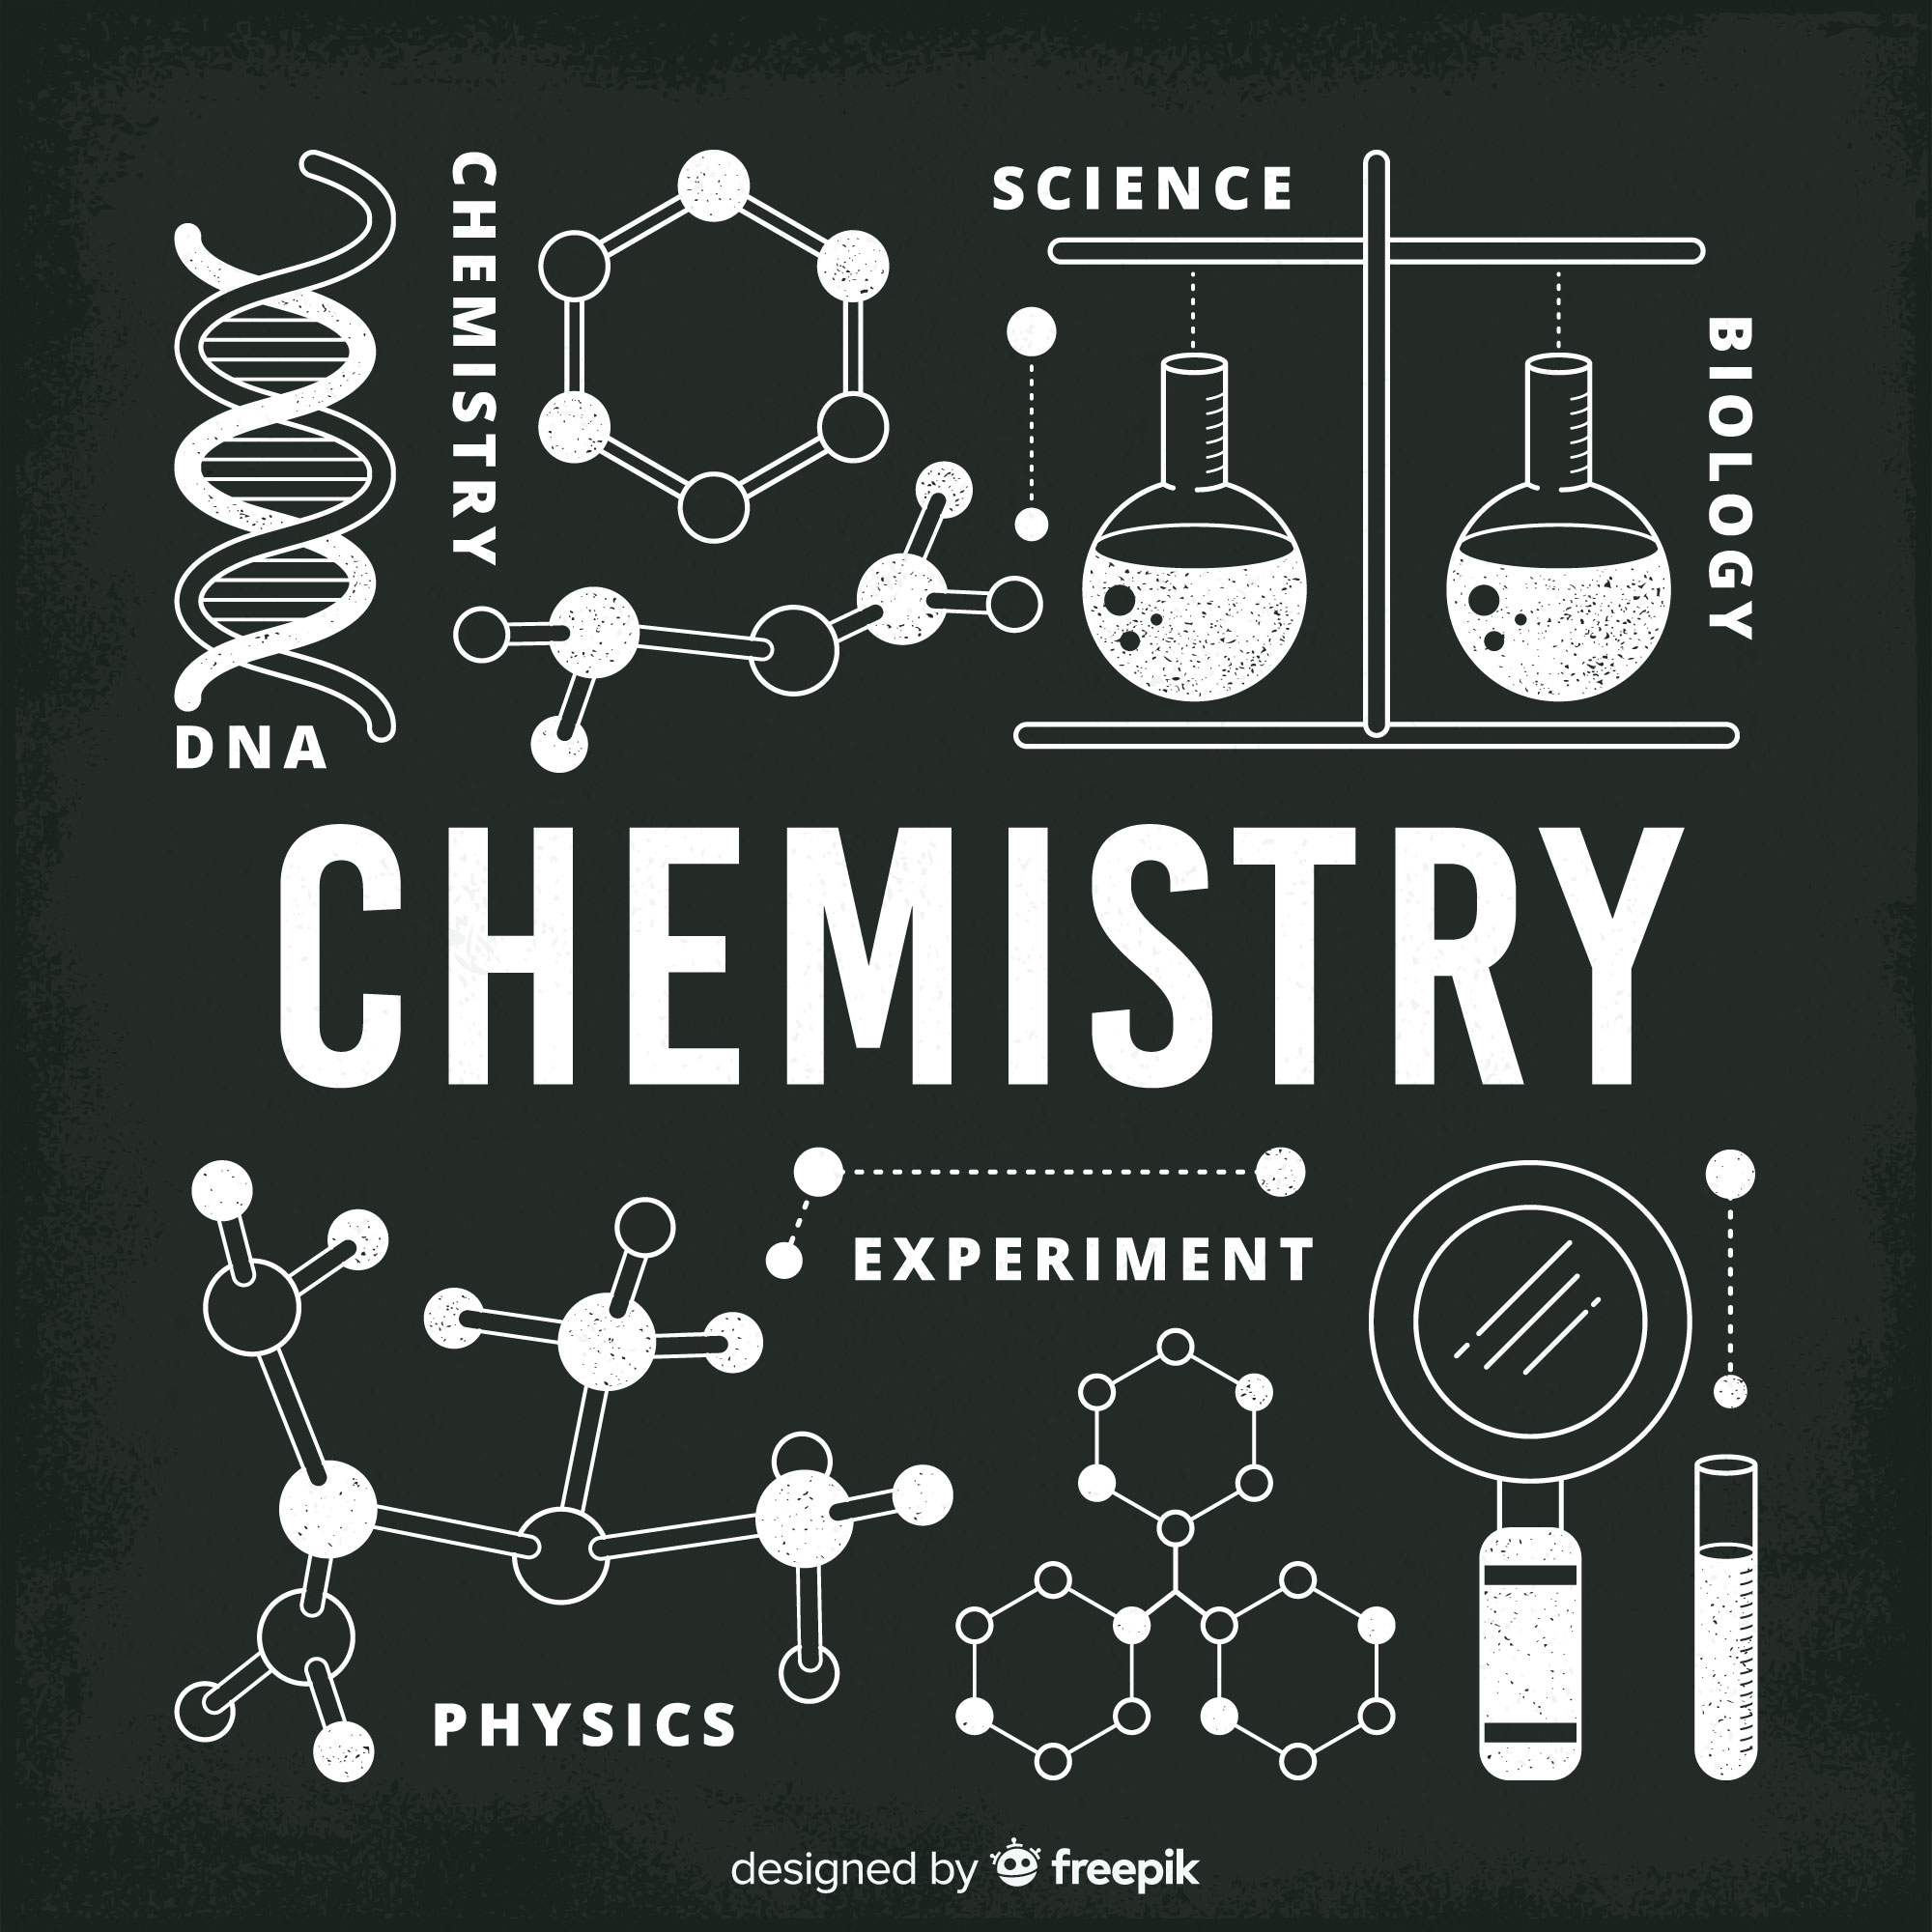 CHEMISTRY
SCIENCE
BIOLOGY
DNA
CHEMISTRY
EXPERIMENT
PHYSICS
designed by freepik